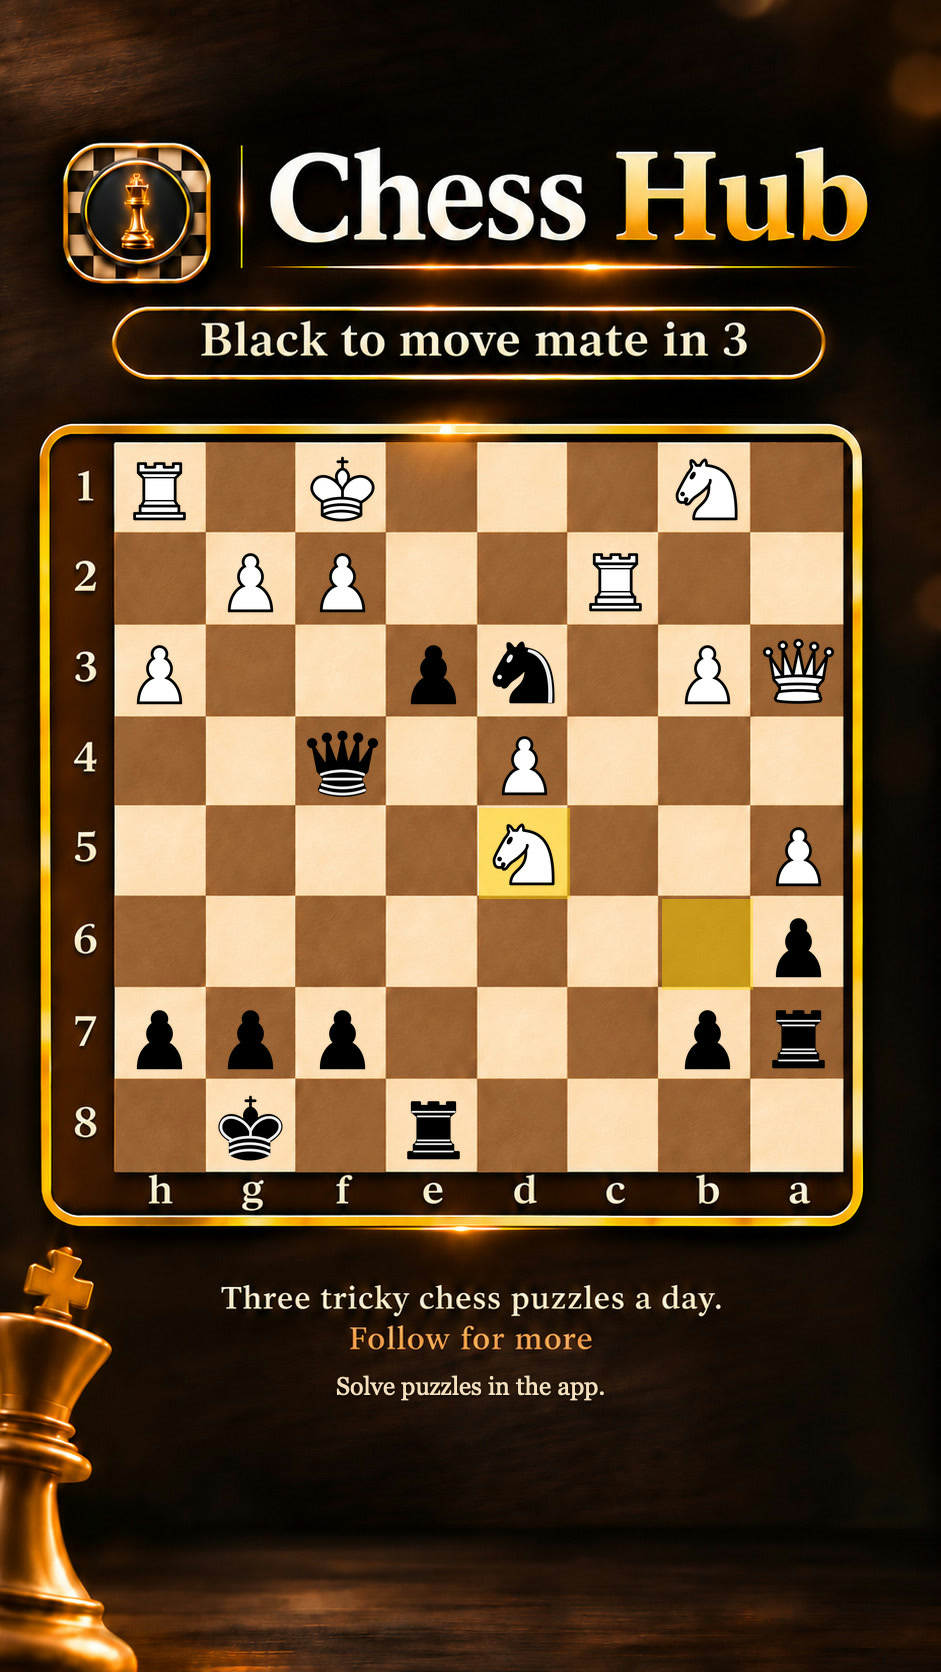 Chess Hub
Black to move mate in 3
1
2
3
4
5
6
7
8
h g f e d c b a
Three tricky chess puzzles a day.
Follow for more
Solve puzzles in the app.